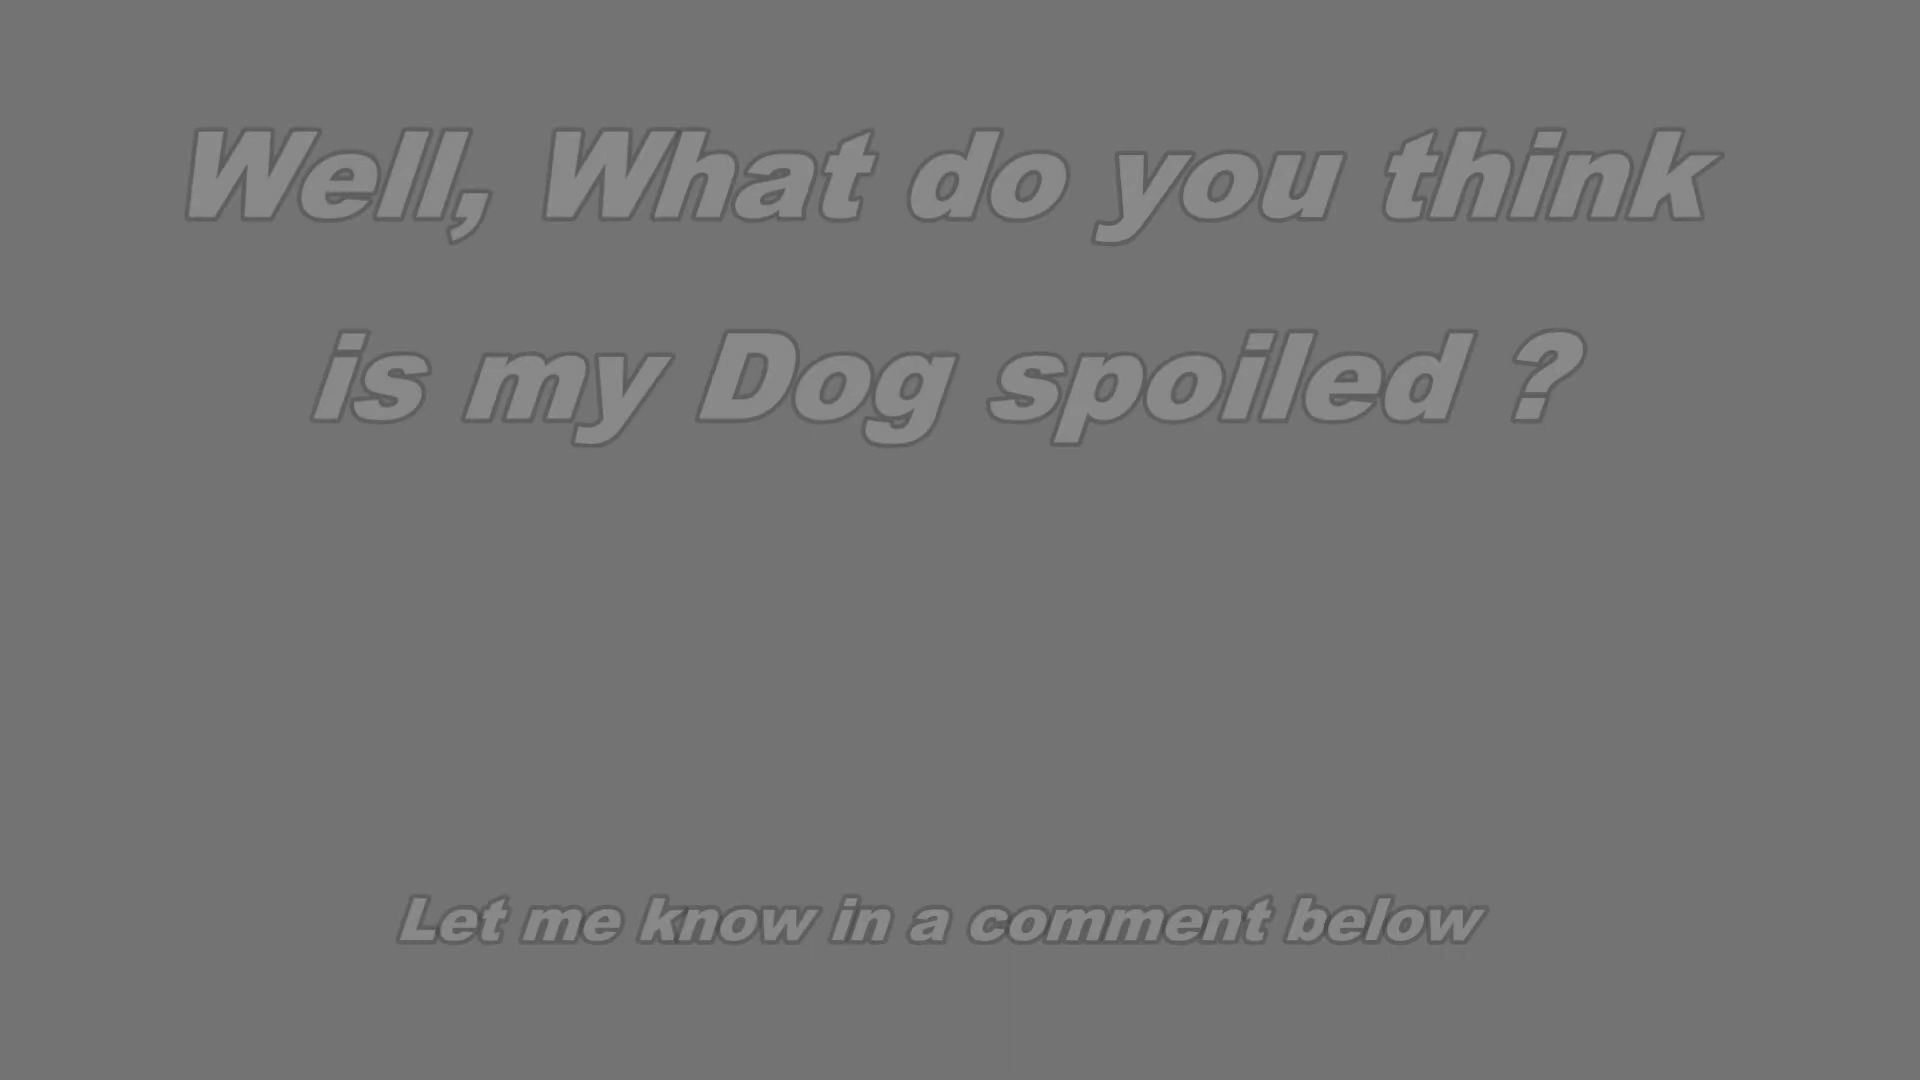 Well, What do you think
is my Dog spoiled ?
Let me know in a comment below